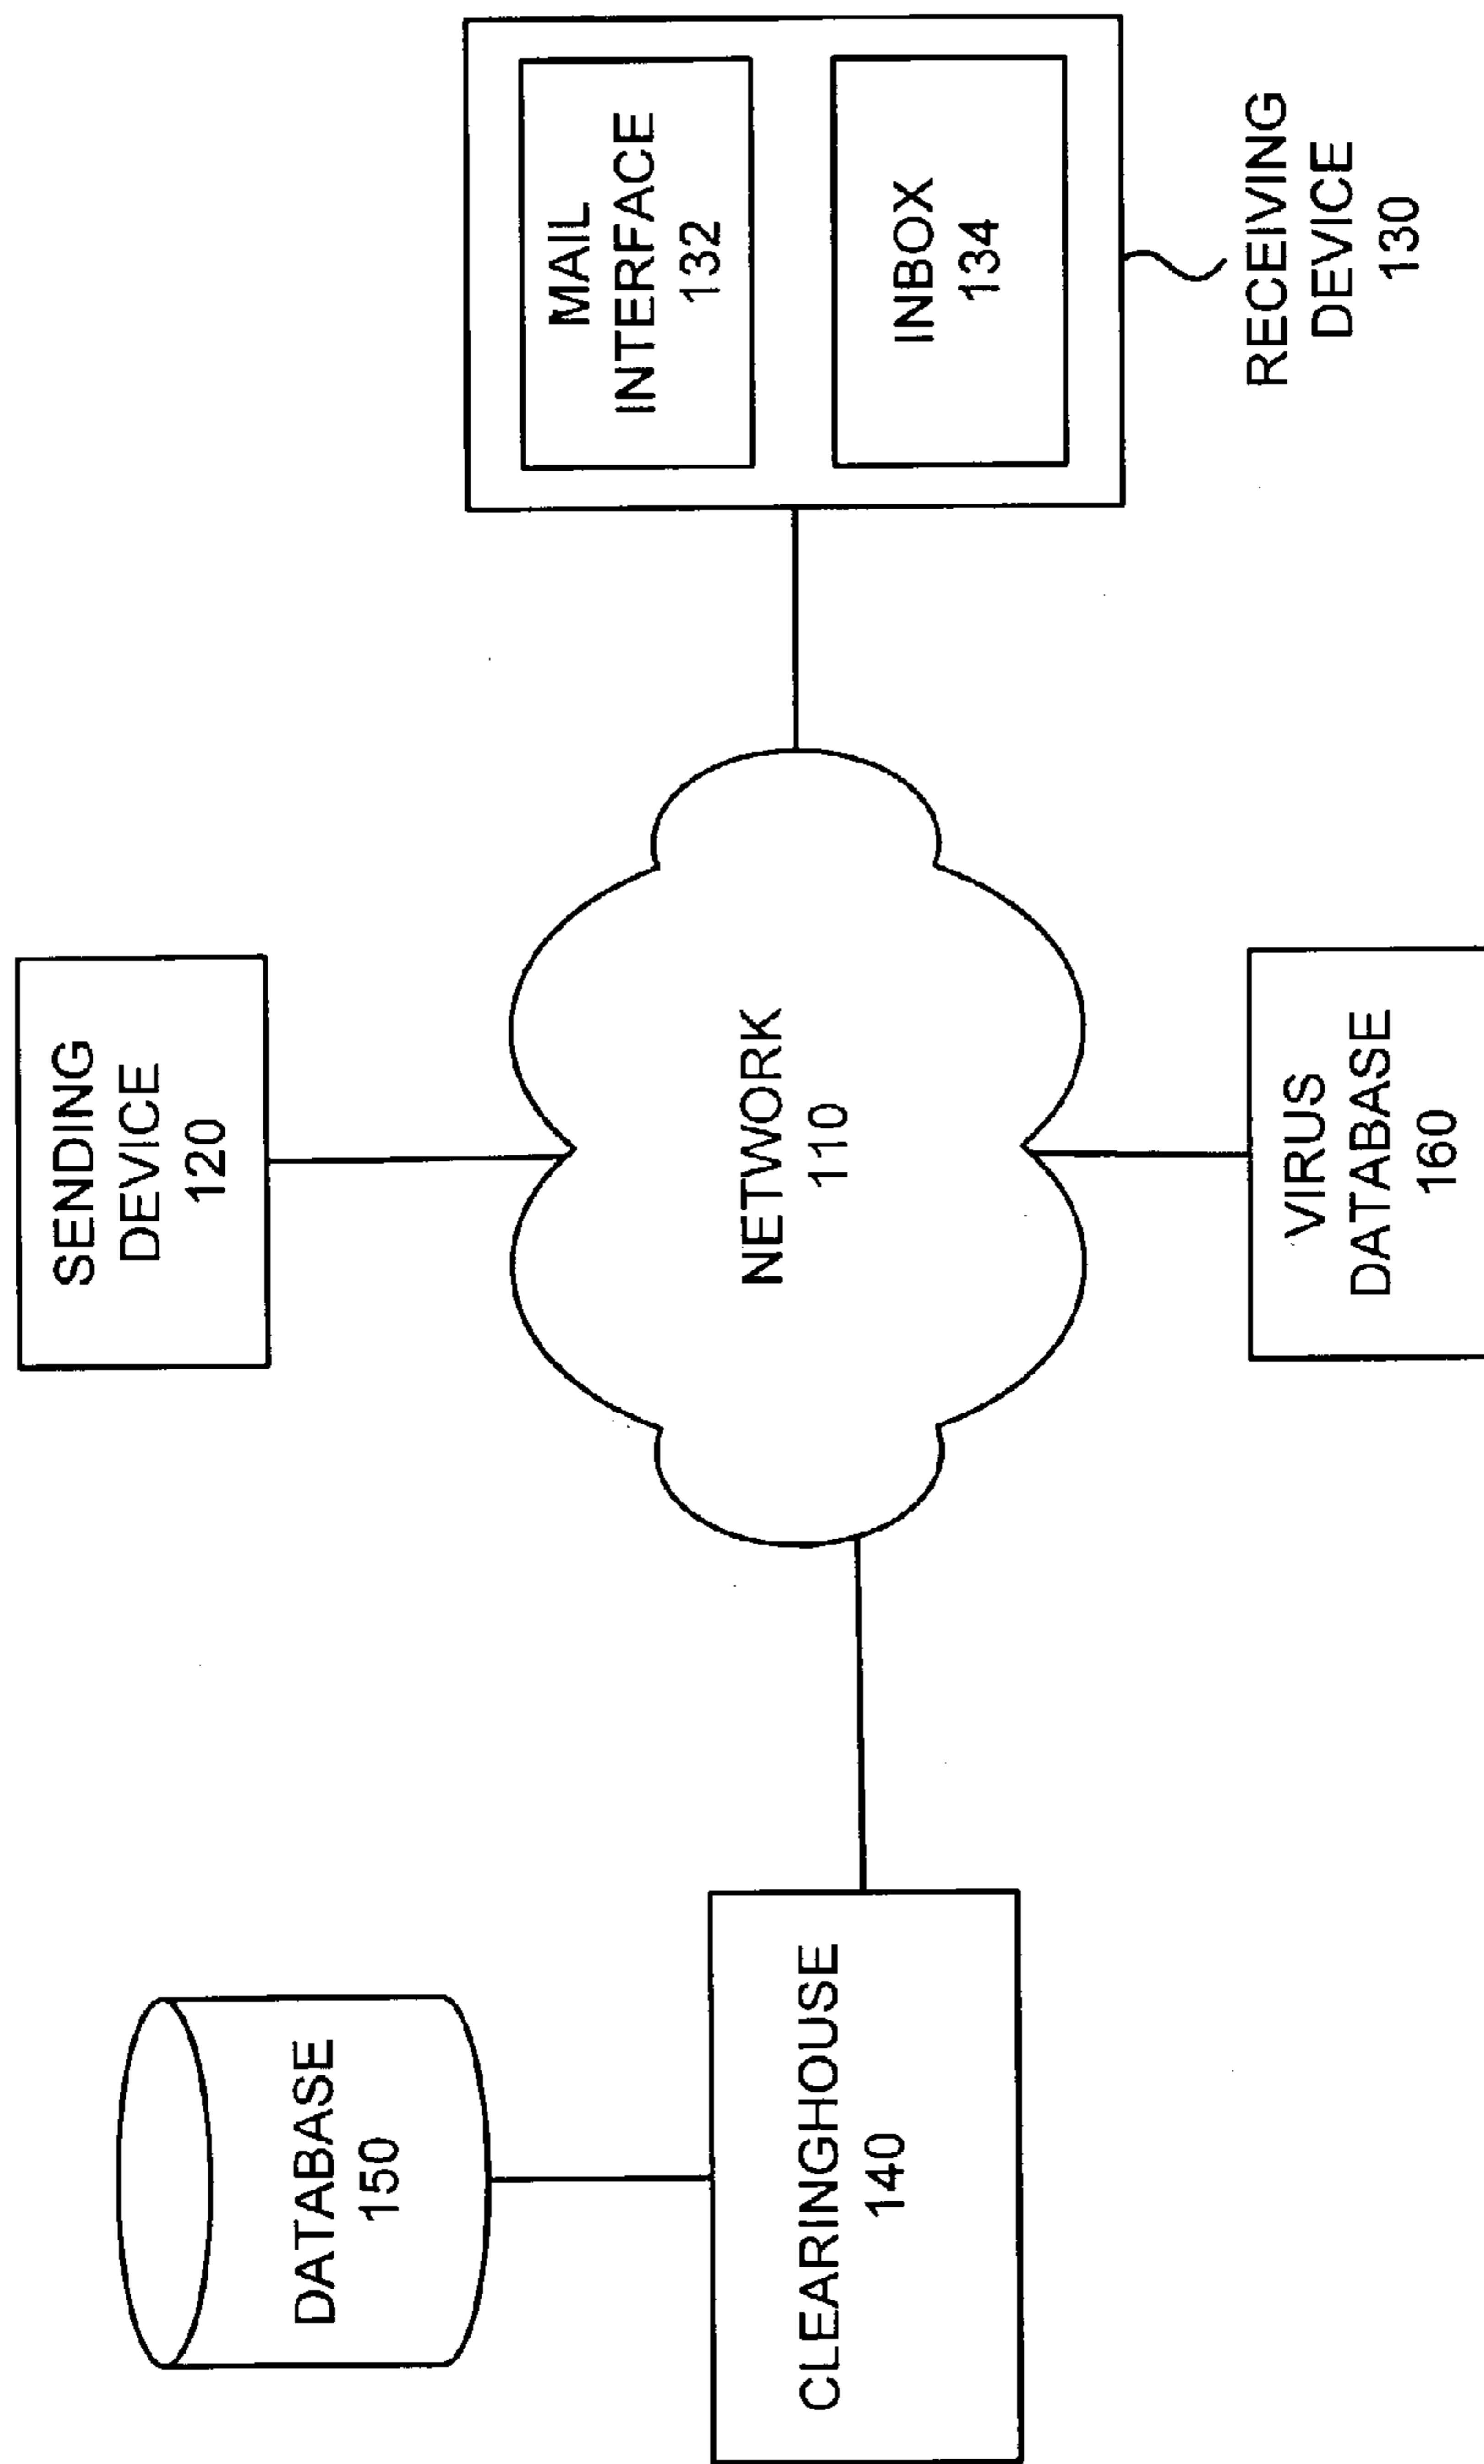 SENDING
DEVICE
120
DATABASE
150
MAIL
INTERFACE
132
NETWORK
110
CLEARINGHOUSE
140
INBOX
134
VIRUS
DATABASE
160
RECEIVING
DEVICE
130